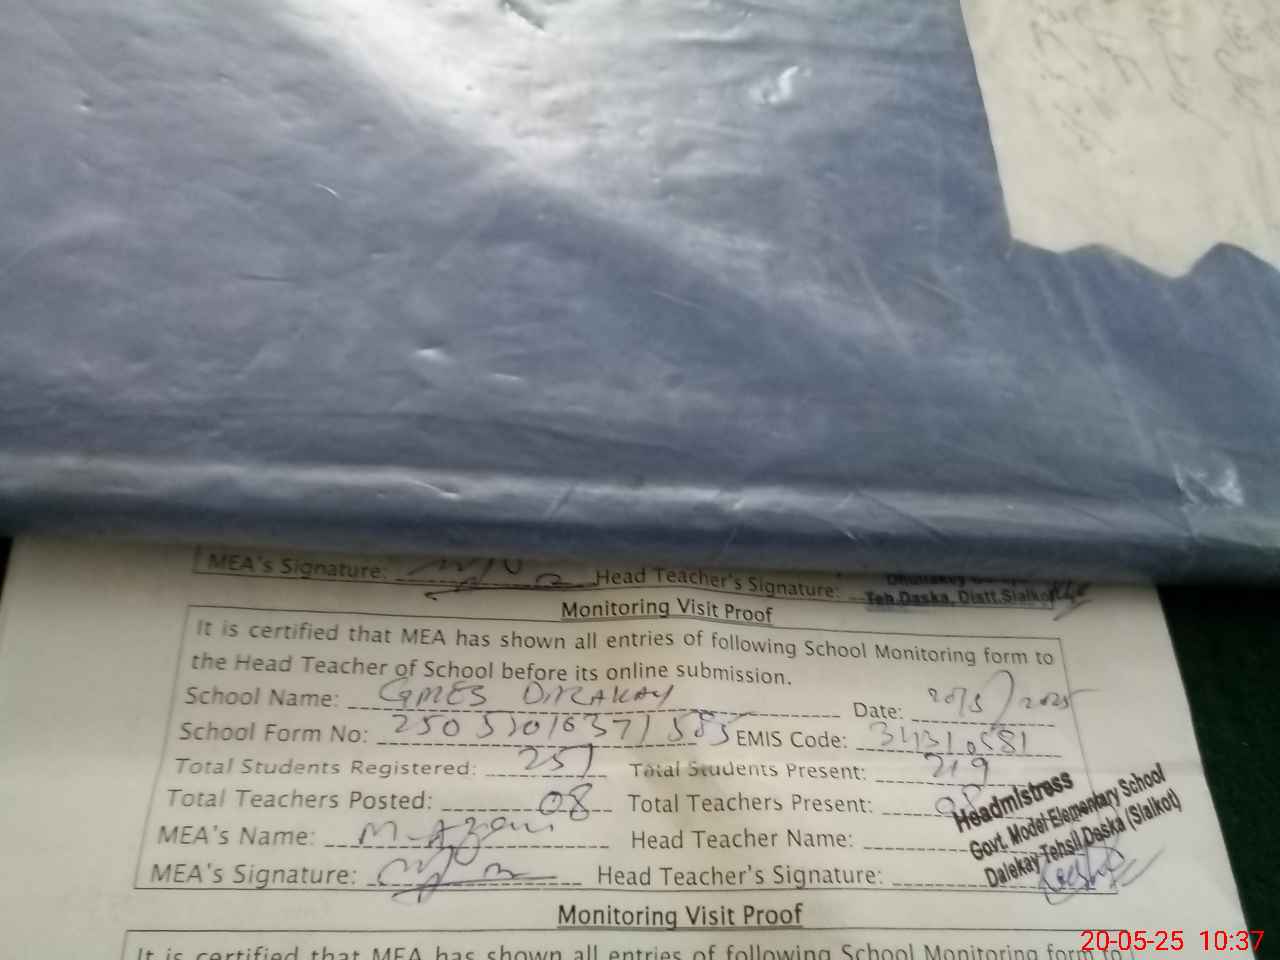 MEA's Signature: Head Teacher's Signature: Teh.Daska, Distt.Sialkot
Monitoring Visit Proof
It is certified that MEA has shown all entries of following School Monitoring form to
the Head Teacher of School before its online submission.
School Name: GMES Date: 20/5/2025
School Form No: EMIS Code:
Total Students Registered: 251 Total Students Present: 219
Total Teachers Posted: 08 Total Teachers Present: 08
MEA's Name: M-Azam Head Teacher Name:
MEA's Signature: Head Teacher's Signature:
Headmistress
Govt. Model Elementary School
Dalekay Tehsil Daska (Sialkot)
Monitoring Visit Proof
It is certified that MEA has shown all entries of following School Monitoring form to
20-05-25 10:37